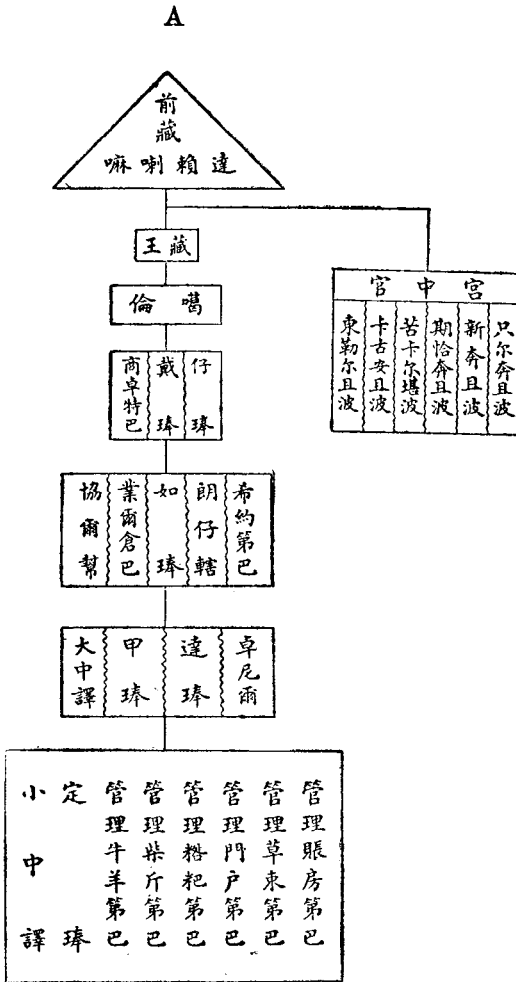 A
前藏
達賴喇嘛
藏王
噶倫
宫中官
只尔奔且波
新奔且波
期恰奔且波
苦卡尔堪波
卡古安且波
東勒尔且波
仔琫
戴琫
商卓特巴
希約第巴
朗仔轄
如琫
業爾倉巴
協爾幫
卓尼爾
達琫
甲琫
大中譯
管理賬房第巴
管理草束第巴
管理門户第巴
管理糌粑第巴
管理柴斤第巴
管理牛羊第巴
定琫
小中譯